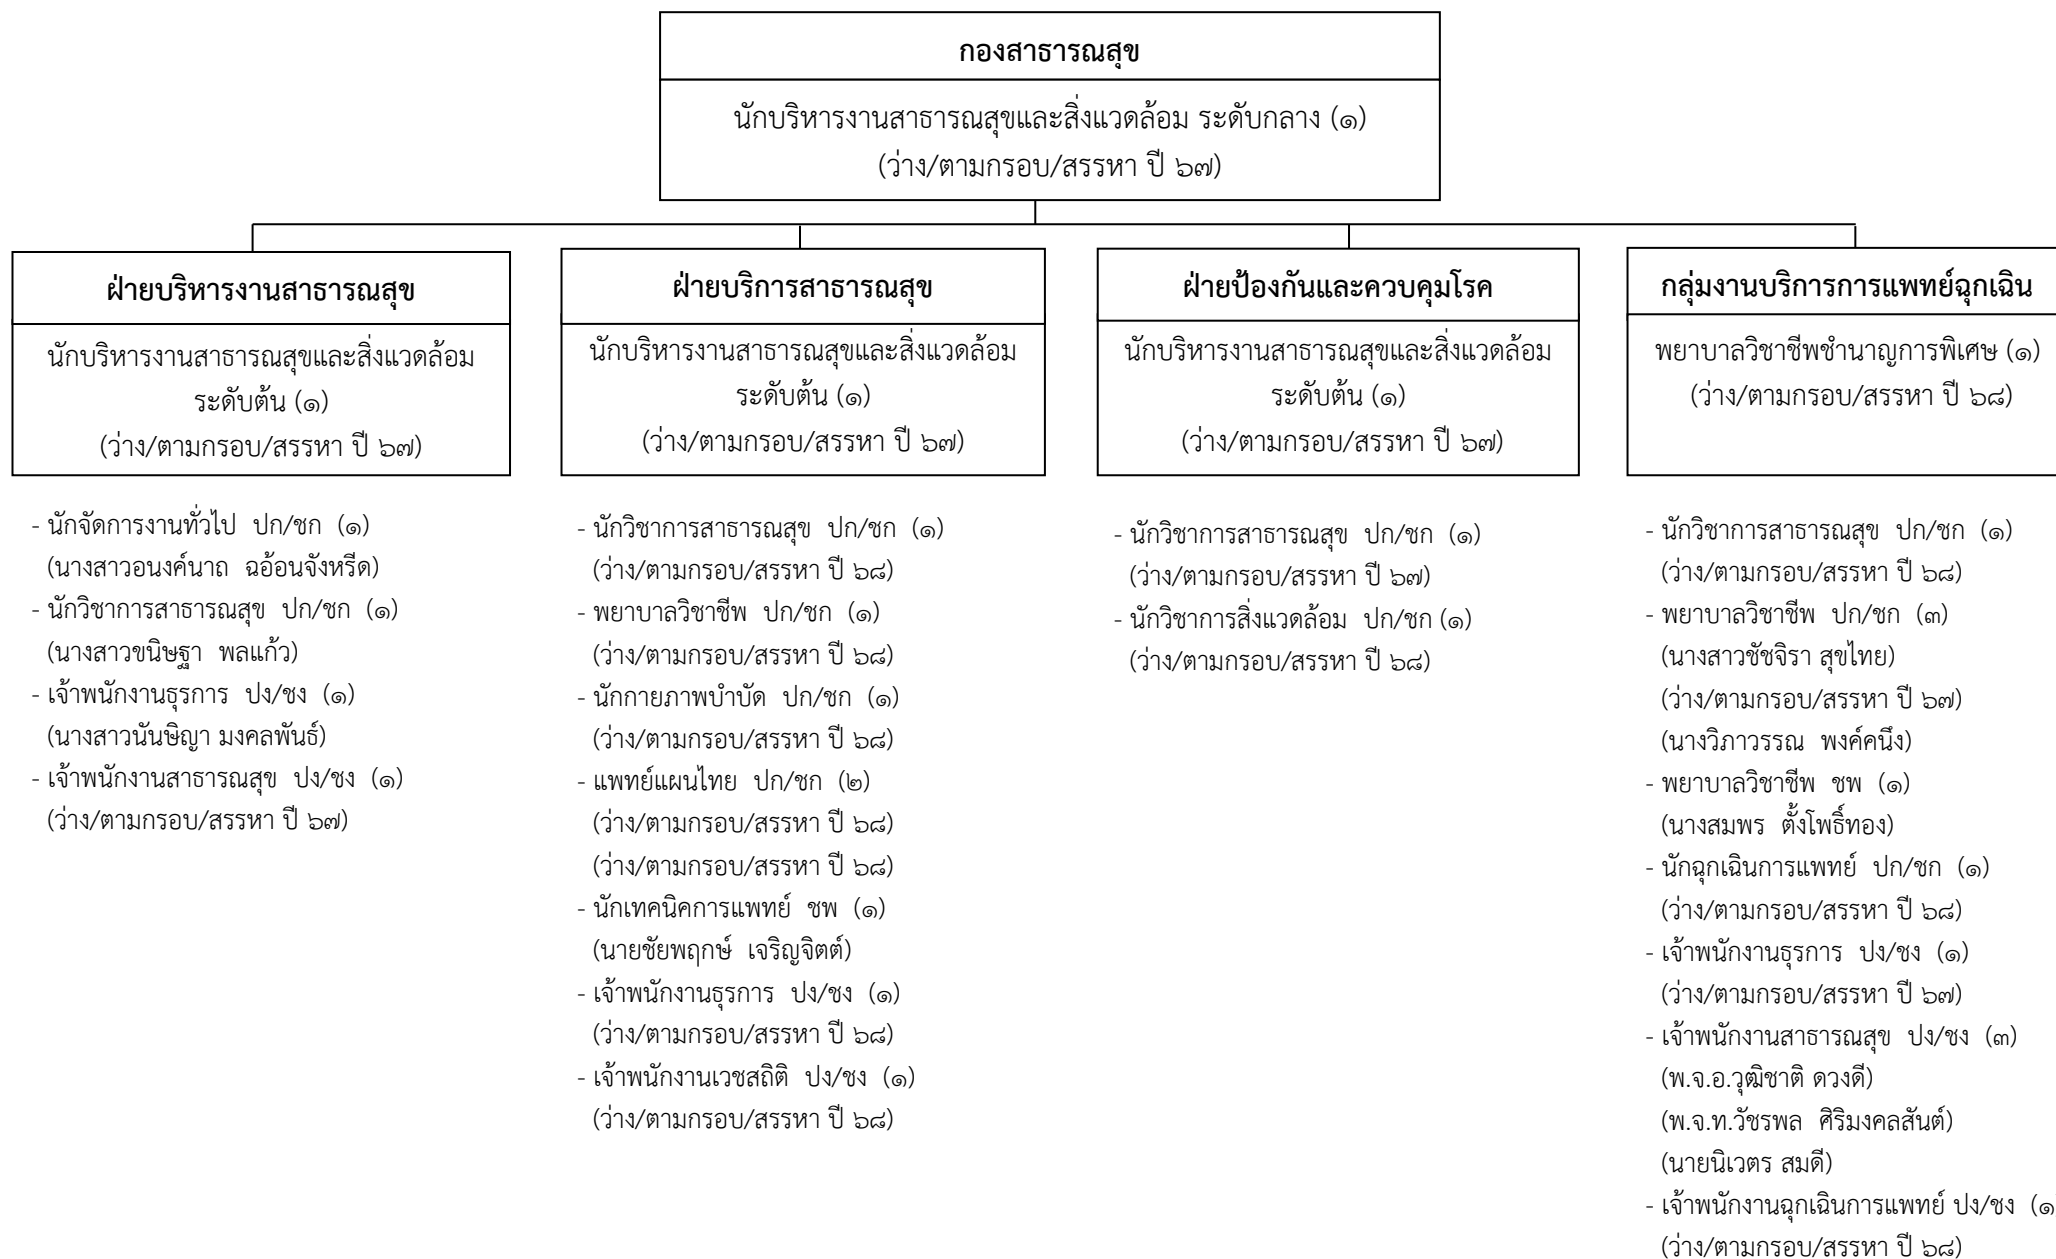 กองสาธารณสุข
นักบริหารงานสาธารณสุขและสิ่งแวดล้อม ระดับกลาง (๑)
(ว่าง/ตามกรอบ/สรรหา ปี ๖๗)
ฝ่ายบริหารงานสาธารณสุข
นักบริหารงานสาธารณสุขและสิ่งแวดล้อม
ระดับต้น (๑)
(ว่าง/ตามกรอบ/สรรหา ปี ๖๗)
- นักจัดการงานทั่วไป ปก/ชก (๑)
(นางสาวอนงค์นาถ ฉอ้อนจังหรีด)
- นักวิชาการสาธารณสุข ปก/ชก (๑)
(นางสาวขนิษฐา พลแก้ว)
- เจ้าพนักงานธุรการ ปง/ชง (๑)
(นางสาวนันษิญา มงคลพันธ์)
- เจ้าพนักงานสาธารณสุข ปง/ชง (๑)
(ว่าง/ตามกรอบ/สรรหา ปี ๖๗)
ฝ่ายบริการสาธารณสุข
นักบริหารงานสาธารณสุขและสิ่งแวดล้อม
ระดับต้น (๑)
(ว่าง/ตามกรอบ/สรรหา ปี ๖๗)
- นักวิชาการสาธารณสุข ปก/ชก (๑)
(ว่าง/ตามกรอบ/สรรหา ปี ๖๘)
- พยาบาลวิชาชีพ ปก/ชก (๑)
(ว่าง/ตามกรอบ/สรรหา ปี ๖๘)
- นักกายภาพบำบัด ปก/ชก (๑)
(ว่าง/ตามกรอบ/สรรหา ปี ๖๘)
- แพทย์แผนไทย ปก/ชก (๒)
(ว่าง/ตามกรอบ/สรรหา ปี ๖๘)
(ว่าง/ตามกรอบ/สรรหา ปี ๖๘)
- นักเทคนิคการแพทย์ ชพ (๑)
(นายชัยพฤกษ์ เจริญจิตต์)
- เจ้าพนักงานธุรการ ปง/ชง (๑)
(ว่าง/ตามกรอบ/สรรหา ปี ๖๘)
- เจ้าพนักงานเวชสถิติ ปง/ชง (๑)
(ว่าง/ตามกรอบ/สรรหา ปี ๖๘)
ฝ่ายป้องกันและควบคุมโรค
นักบริหารงานสาธารณสุขและสิ่งแวดล้อม
ระดับต้น (๑)
(ว่าง/ตามกรอบ/สรรหา ปี ๖๗)
- นักวิชาการสาธารณสุข ปก/ชก (๑)
(ว่าง/ตามกรอบ/สรรหา ปี ๖๗)
- นักวิชาการสิ่งแวดล้อม ปก/ชก (๑)
(ว่าง/ตามกรอบ/สรรหา ปี ๖๘)
กลุ่มงานบริการการแพทย์ฉุกเฉิน
พยาบาลวิชาชีพชำนาญการพิเศษ (๑)
(ว่าง/ตามกรอบ/สรรหา ปี ๖๘)
- นักวิชาการสาธารณสุข ปก/ชก (๑)
(ว่าง/ตามกรอบ/สรรหา ปี ๖๘)
- พยาบาลวิชาชีพ ปก/ชก (๓)
(นางสาวชัชจิรา สุขไทย)
(ว่าง/ตามกรอบ/สรรหา ปี ๖๗)
(นางวิภาวรรณ พงค์คนึง)
- พยาบาลวิชาชีพ ชพ (๑)
(นางสมพร ตั้งโพธิ์ทอง)
- นักฉุกเฉินการแพทย์ ปก/ชก (๑)
(ว่าง/ตามกรอบ/สรรหา ปี ๖๘)
- เจ้าพนักงานธุรการ ปง/ชง (๑)
(ว่าง/ตามกรอบ/สรรหา ปี ๖๗)
- เจ้าพนักงานสาธารณสุข ปง/ชง (๓)
(พ.จ.อ.วุฒิชาติ ดวงดี)
(พ.จ.ท.วัชรพล ศิริมงคลสันต์)
(นายนิเวตร สมดี)
- เจ้าพนักงานฉุกเฉินการแพทย์ ปง/ชง (๑
(ว่าง/ตามกรอบ/สรรหา ปี ๖๘)